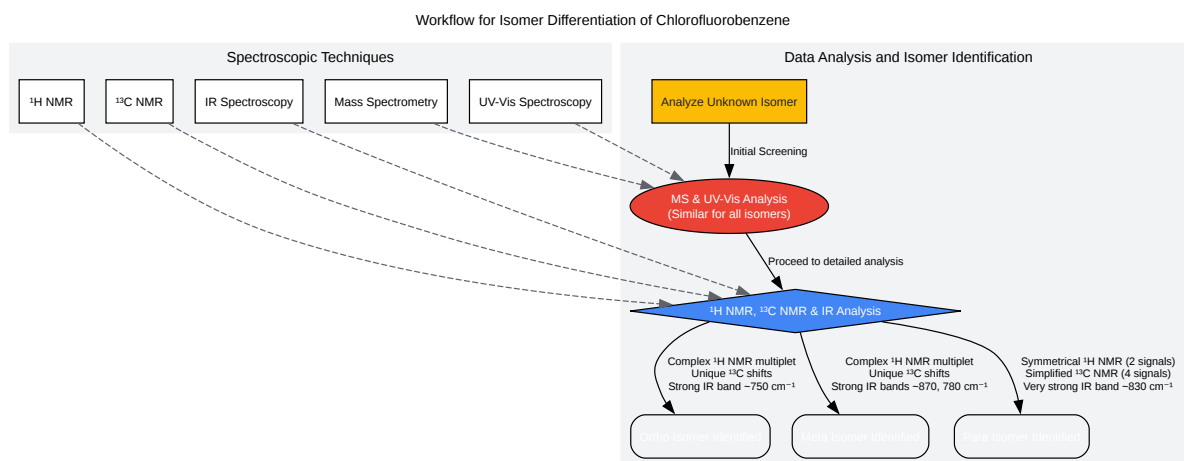 Workflow for Isomer Differentiation of Chlorofluorobenzene
Spectroscopic Techniques
¹H NMR
¹³C NMR
IR Spectroscopy
Mass Spectrometry
UV-Vis Spectroscopy
Data Analysis and Isomer Identification
Analyze Unknown Isomer
Initial Screening
MS & UV-Vis Analysis
(Similar for all isomers)
Proceed to detailed analysis
¹H NMR, ¹³C NMR & IR Analysis
Complex ¹H NMR multiplet
Unique ¹³C shifts
Strong IR band ~750 cm⁻¹
Complex ¹H NMR multiplet
Unique ¹³C shifts
Strong IR bands ~870, 780 cm⁻¹
Symmetrical ¹H NMR (2 signals)
Simplified ¹³C NMR (4 signals)
Very strong IR band ~830 cm⁻¹
Ortho Isomer Identified
Meta Isomer Identified
Para Isomer Identified